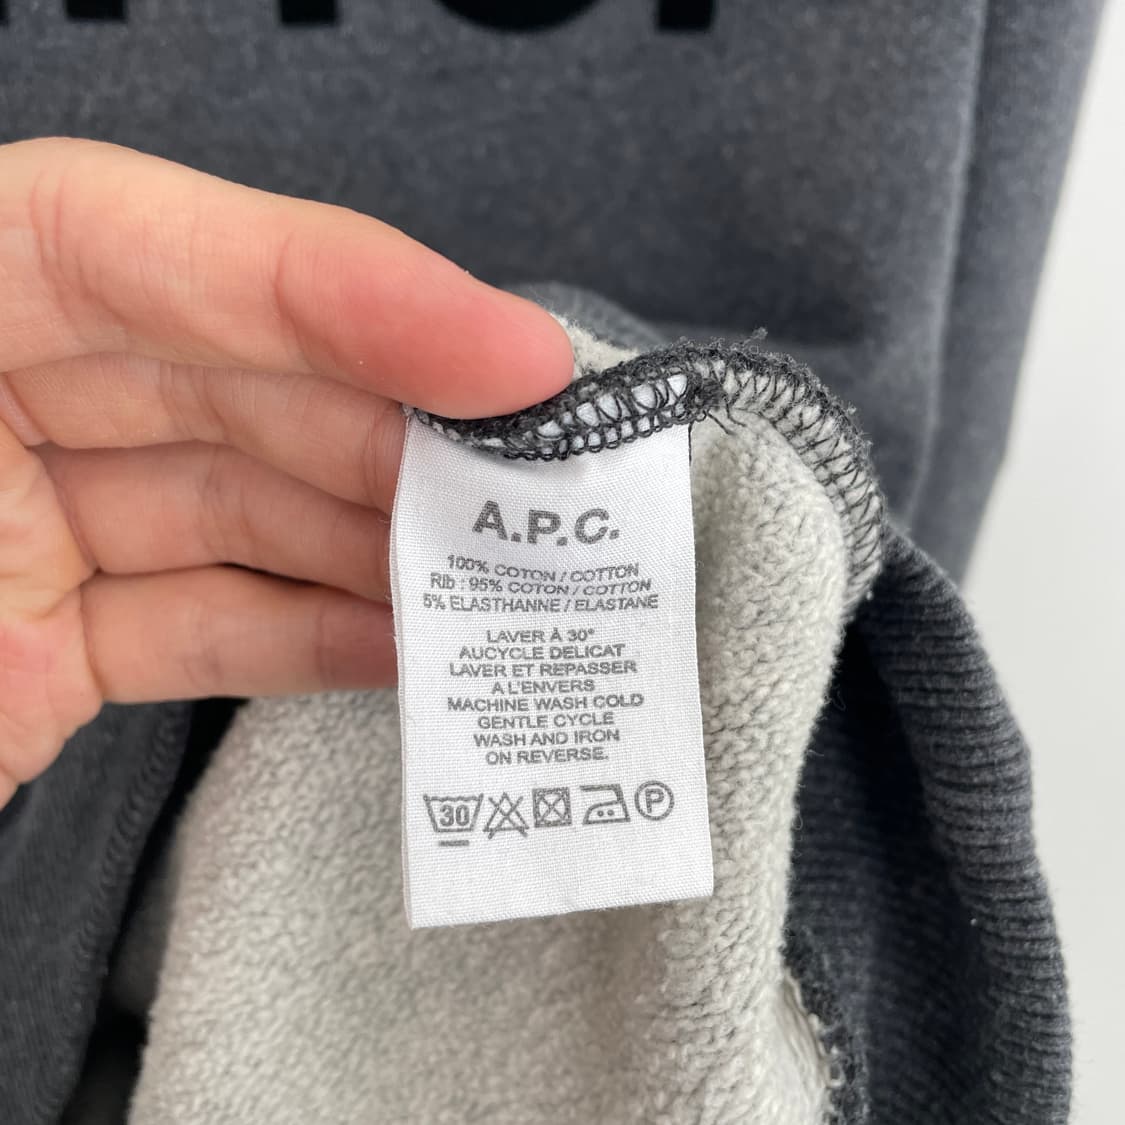 A.P.C.
100% COTON / COTTON
Rib : 95% COTON / COTTON
5% ELASTHANNE / ELASTANE
LAVER À 30°
AUCYCLE DELICAT
LAVER ET REPASSER
A L'ENVERS
MACHINE WASH COLD
GENTLE CYCLE
WASH AND IRON
ON REVERSE.
30 P